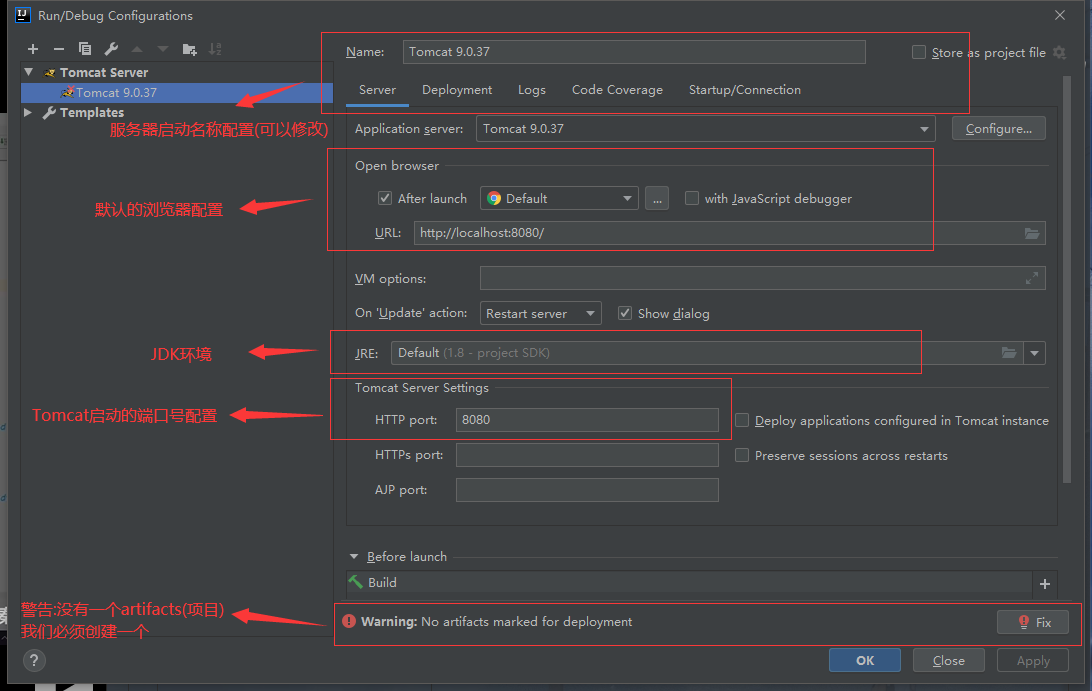 Run/Debug Configurations
Name: Tomcat 9.0.37
Store as project file
Tomcat Server
Tomcat 9.0.37
Templates
服务器启动名称配置(可以修改)
Server Deployment Logs Code Coverage Startup/Connection
Application server: Tomcat 9.0.37 Configure...
Open browser
默认的浏览器配置
After launch Default ... with JavaScript debugger
URL: http://localhost:8080/
VM options:
On 'Update' action: Restart server Show dialog
JDK环境
JRE: Default (1.8 - project SDK)
Tomcat Server Settings
Tomcat启动的端口号配置
HTTP port: 8080 Deploy applications configured in Tomcat instance
HTTPs port: Preserve sessions across restarts
AJP port:
Before launch
Build
警告:没有一个artifacts(项目)
我们必须创建一个
Warning: No artifacts marked for deployment Fix
? OK Close Apply